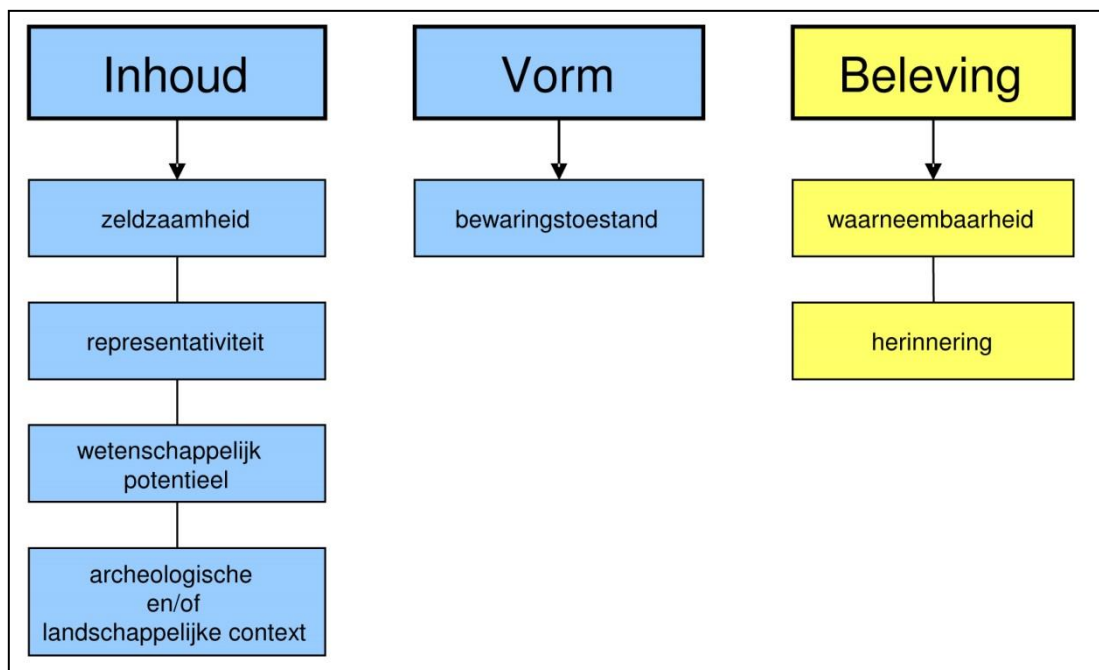 Inhoud
zeldzaamheid
representativiteit
wetenschappelijk
potentieel
archeologische
en/of
landschappelijke context
Vorm
bewaringstoestand
Beleving
waarneembaarheid
herinnering